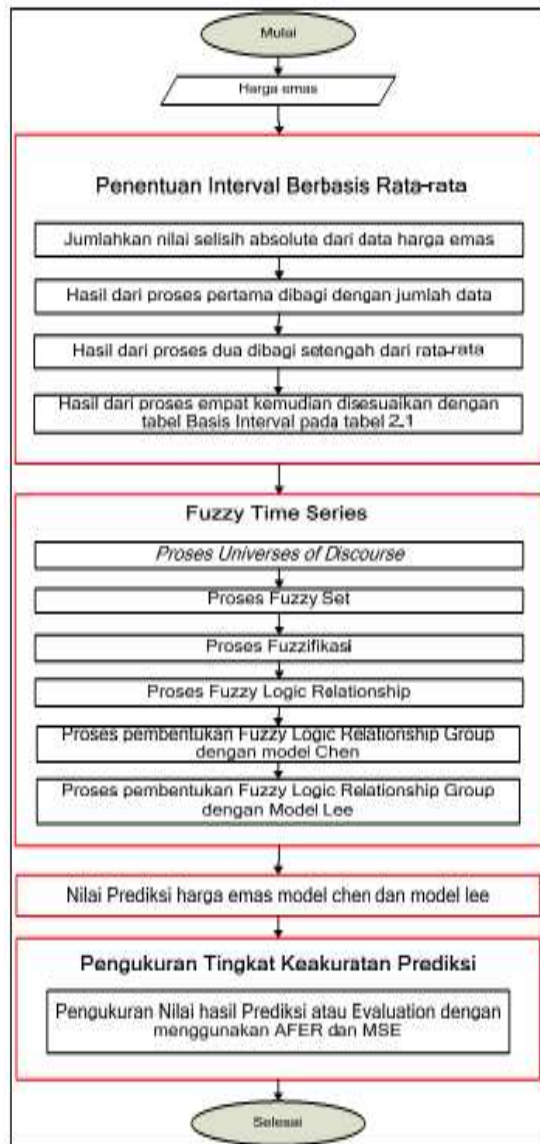 Mulai
Harga emas
Penentuan Interval Berbasis Rata-rata
Jumlahkan nilai selisih absolute dari data harga emas
Hasil dari proses pertama dibagi dengan jumlah data
Hasil dari proses dua dibagi setengah dari rata-rata
Hasil dari proses empat kemudian disesuaikan dengan
tabel Basis Interval pada tabel 2.1
Fuzzy Time Series
Proses Universes of Discourse
Proses Fuzzy Set
Proses Fuzzifikasi
Proses Fuzzy Logic Relationship
Proses pembentukan Fuzzy Logic Relationship Group
dengan model Chen
Proses pembentukan Fuzzy Logic Relationship Group
dengan Model Lee
Nilai Prediksi harga emas model chen dan model lee
Pengukuran Tingkat Keakuratan Prediksi
Pengukuran Nilai hasil Prediksi atau Evaluation dengan
menggunakan AFER dan MSE
Selesai